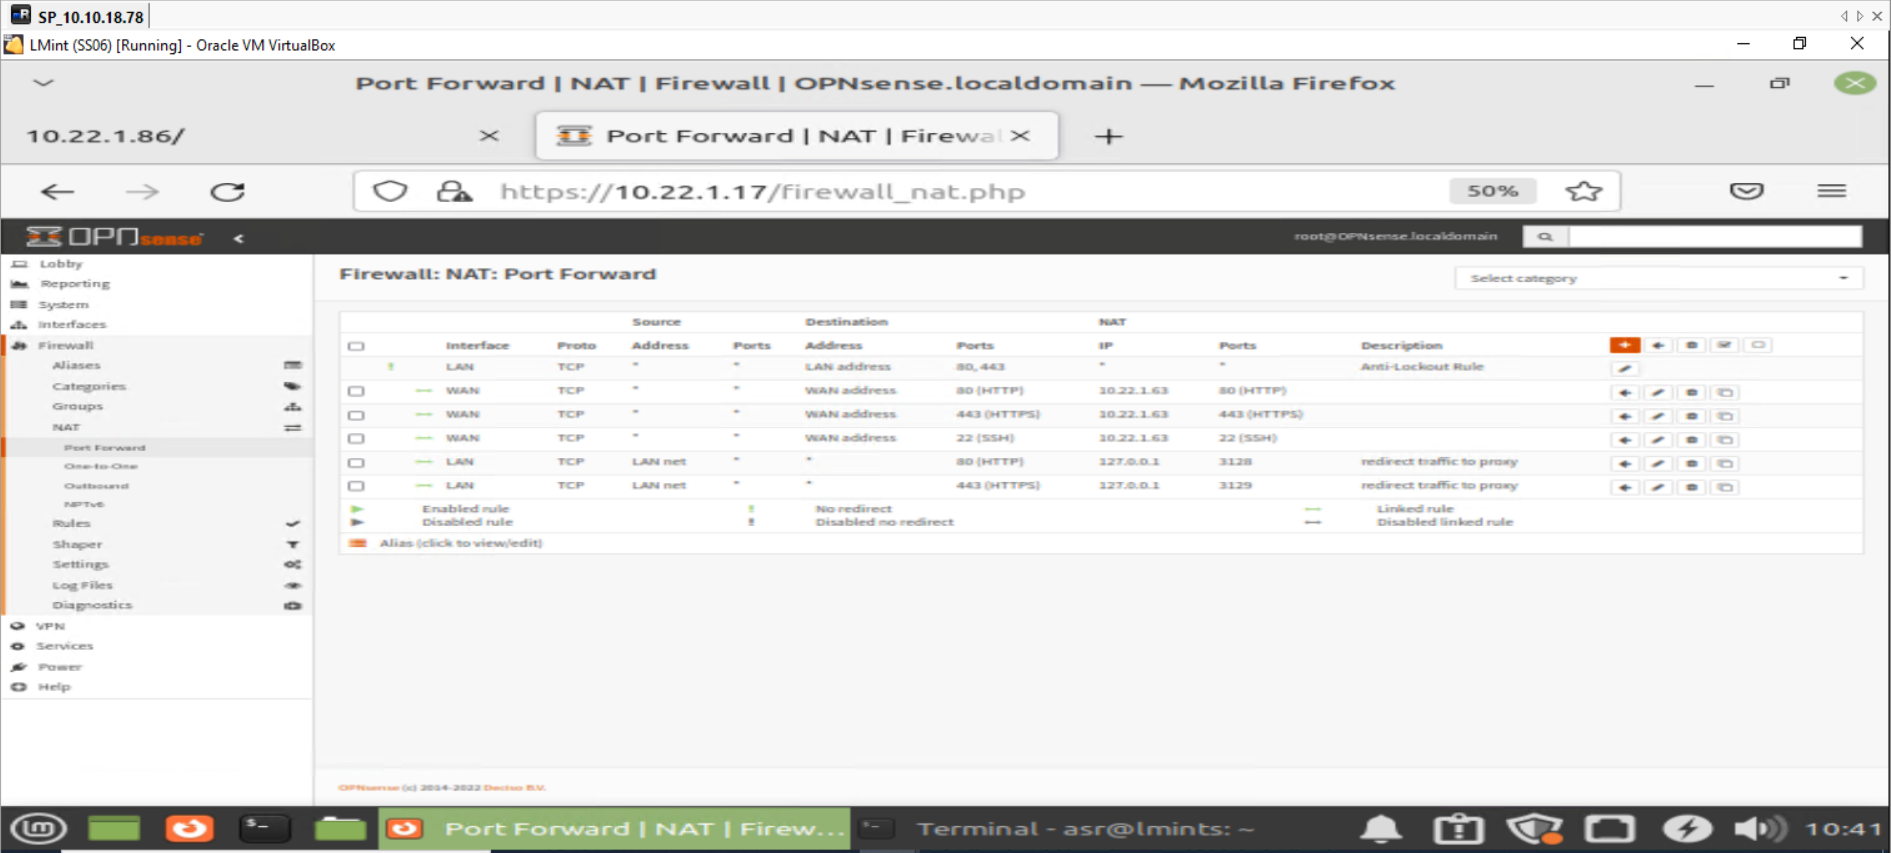 SP_10.10.18.78
LMint (SS06) [Running] - Oracle VM VirtualBox
Port Forward | NAT | Firewall | OPNsense.localdomain — Mozilla Firefox
10.22.1.86/
Port Forward | NAT | Firewal
https://10.22.1.17/firewall_nat.php 50%
OPNsense root@OPNsense.localdomain
Lobby
Reporting
System
Interfaces
Firewall
Aliases
Categories
Groups
NAT
Port Forward
One-to-One
Outbound
NPTv6
Rules
Shaper
Settings
Log Files
Diagnostics
VPN
Services
Power
Help
Firewall: NAT: Port Forward
Select category
Source Destination NAT
Interface Proto Address Ports Address Ports IP Ports Description
LAN TCP * * LAN address 80, 443 * * Anti-Lockout Rule
WAN TCP * * WAN address 80 (HTTP) 10.22.1.63 80 (HTTP)
WAN TCP * * WAN address 443 (HTTPS) 10.22.1.63 443 (HTTPS)
WAN TCP * * WAN address 22 (SSH) 10.22.1.63 22 (SSH)
LAN TCP LAN net * * 80 (HTTP) 127.0.0.1 3128 redirect traffic to proxy
LAN TCP LAN net * * 443 (HTTPS) 127.0.0.1 3129 redirect traffic to proxy
Enabled rule ! No redirect Linked rule
Disabled rule ! Disabled no redirect Disabled linked rule
Alias (click to view/edit)
OPNsense (c) 2014-2022 Deciso B.V.
Port Forward | NAT | Firew... Terminal - asr@lmints: ~ 10:41